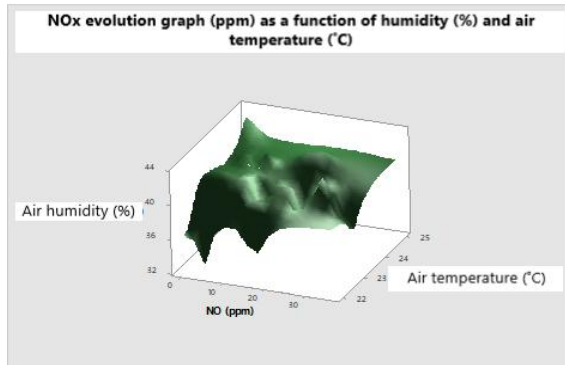 NOx evolution graph (ppm) as a function of humidity (%) and air
temperature (˚C)
44
Air humidity (%)
40
36
32
0
10
20
30
NO (ppm)
22
23
24
25
Air temperature (˚C)